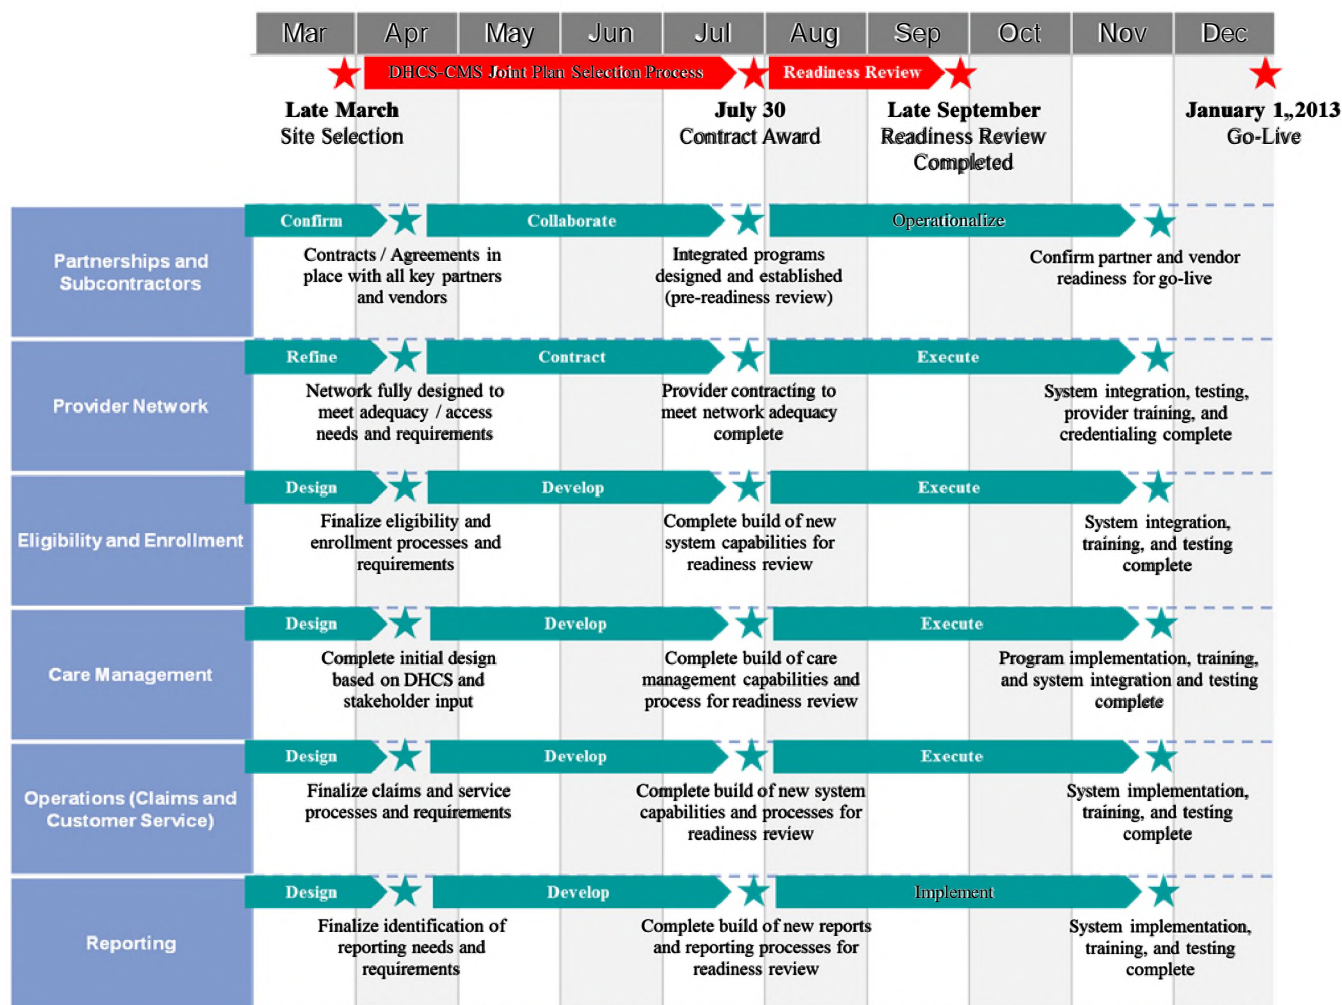 Mar Apr May Jun Jul Aug Sep Oct Nov Dec
DHCS-CMS Joint Plan Selection Process
Readiness Review
Late March
Site Selection
July 30
Contract Award
Late September
Readiness Review
Completed
January 1,,2013
Go-Live
Partnerships and
Subcontractors
Confirm
Collaborate
Operationalize
Contracts / Agreements in
place with all key partners
and vendors
Integrated programs
designed and established
(pre-readiness review)
Confirm partner and vendor
readiness for go-live
Provider Network
Refine
Contract
Execute
Network fully designed to
meet adequacy / access
needs and requirements
Provider contracting to
meet network adequacy
complete
System integration, testing,
provider training, and
credentialing complete
Eligibility and Enrollment
Design
Develop
Execute
Finalize eligibility and
enrollment processes and
requirements
Complete build of new
system capabilities for
readiness review
System integration,
training, and testing
complete
Care Management
Design
Develop
Execute
Complete initial design
based on DHCS and
stakeholder input
Complete build of care
management capabilities and
process for readiness review
Program implementation, training,
and system integration and testing
complete
Operations (Claims and
Customer Service)
Design
Develop
Execute
Finalize claims and service
processes and requirements
Complete build of new system
capabilities and processes for
readiness review
System implementation,
training, and testing
complete
Reporting
Design
Develop
Implement
Finalize identification of
reporting needs and
requirements
Complete build of new reports
and reporting processes for
readiness review
System implementation,
training, and testing
complete